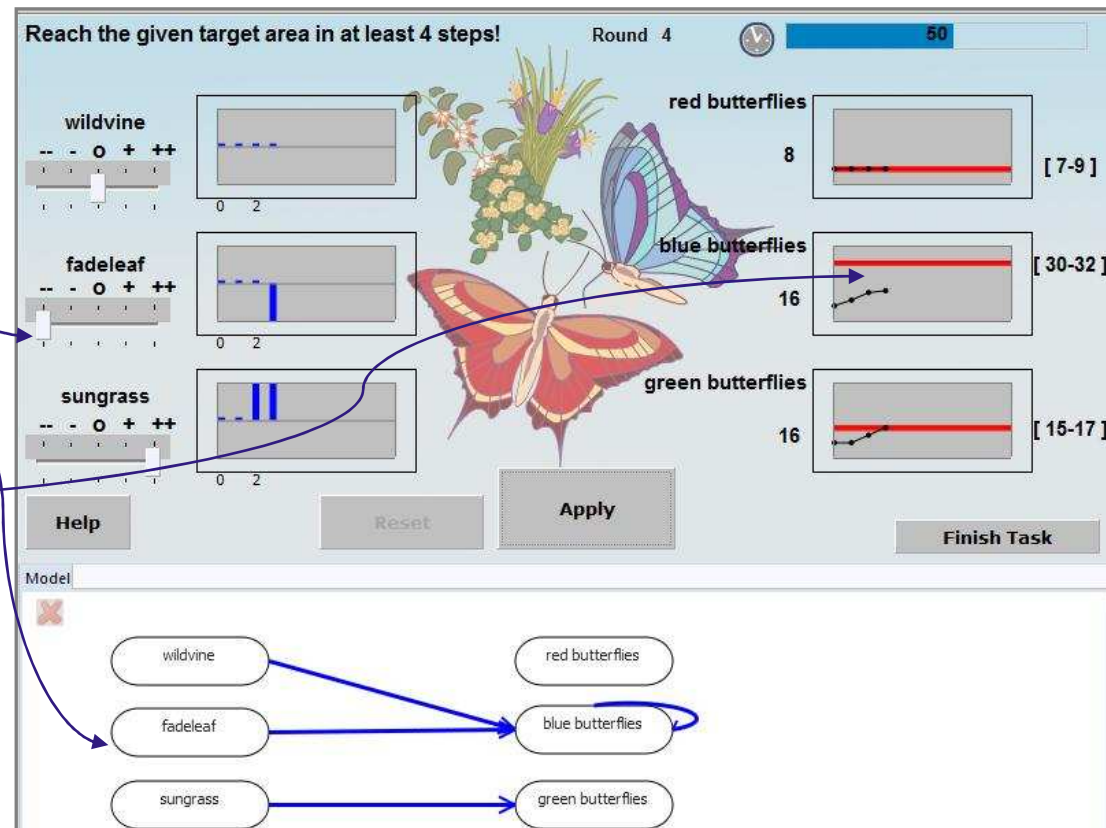 Reach the given target area in at least 4 steps!
Round 4
50
wildvine
-- - o + ++
0 2
red butterflies
8
[ 7-9 ]
fadeleaf
-- - o + ++
0 2
blue butterflies
16
[ 30-32 ]
sungrass
-- - o + ++
0 2
green butterflies
16
[ 15-17 ]
Help
Reset
Apply
Finish Task
Model
wildvine
red butterflies
fadeleaf
blue butterflies
sungrass
green butterflies